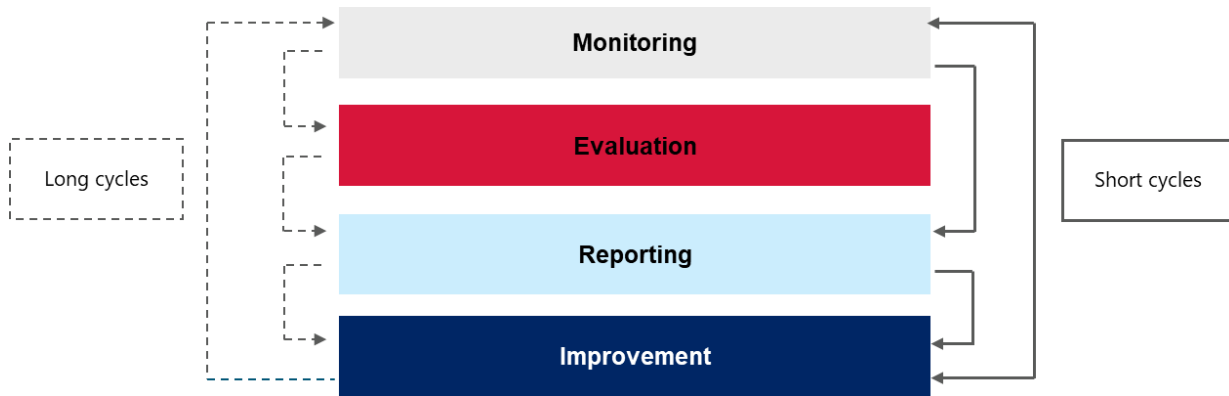 Monitoring
Evaluation
Long cycles
Short cycles
Reporting
Improvement